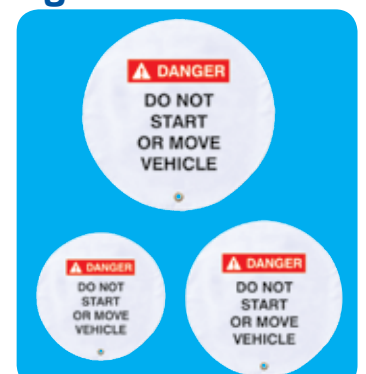 DANGER
DO NOT
START
OR MOVE
VEHICLE
DANGER
DO NOT
START
OR MOVE
VEHICLE
DANGER
DO NOT
START
OR MOVE
VEHICLE